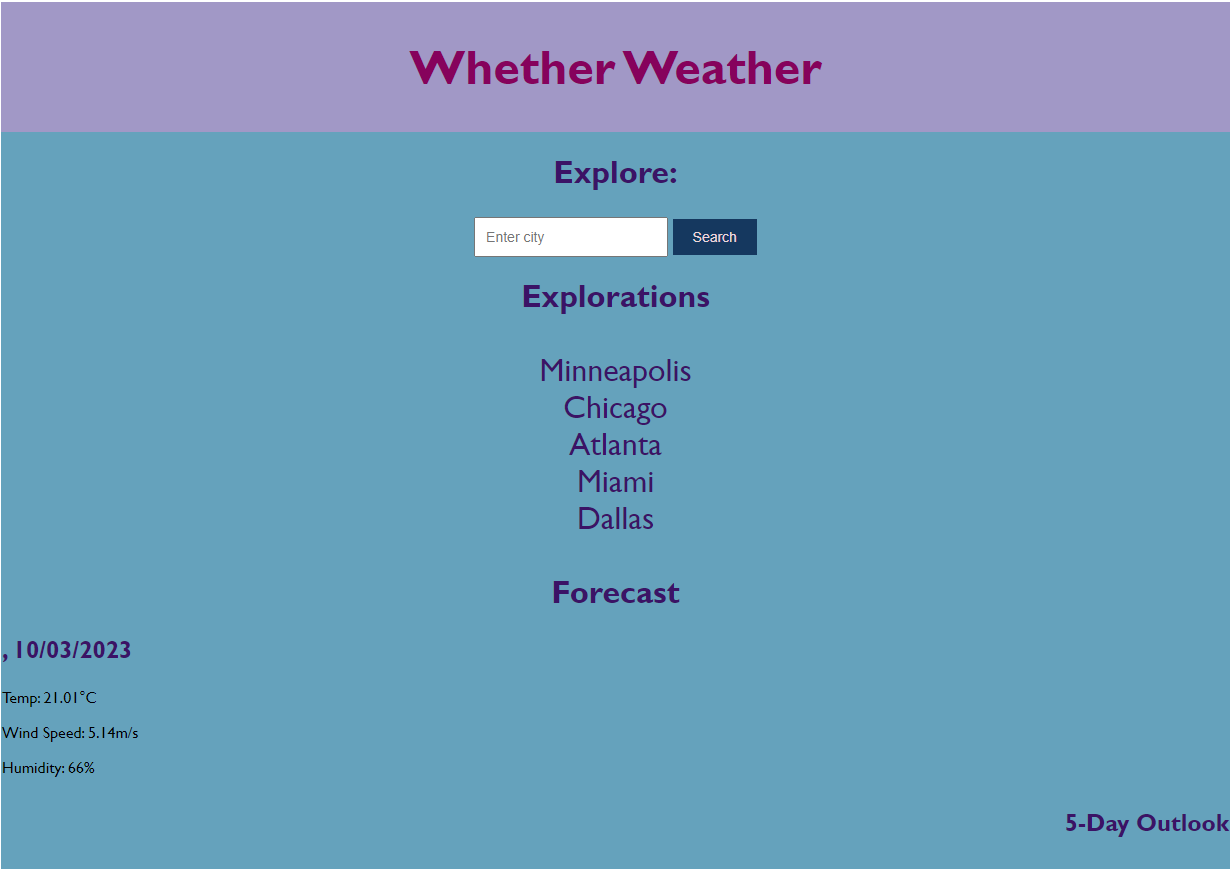 Whether Weather
Explore:
Enter city
Search
Explorations
Minneapolis
Chicago
Atlanta
Miami
Dallas
Forecast
, 10/03/2023
Temp: 21.01°C
Wind Speed: 5.14m/s
Humidity: 66%
5-Day Outlook